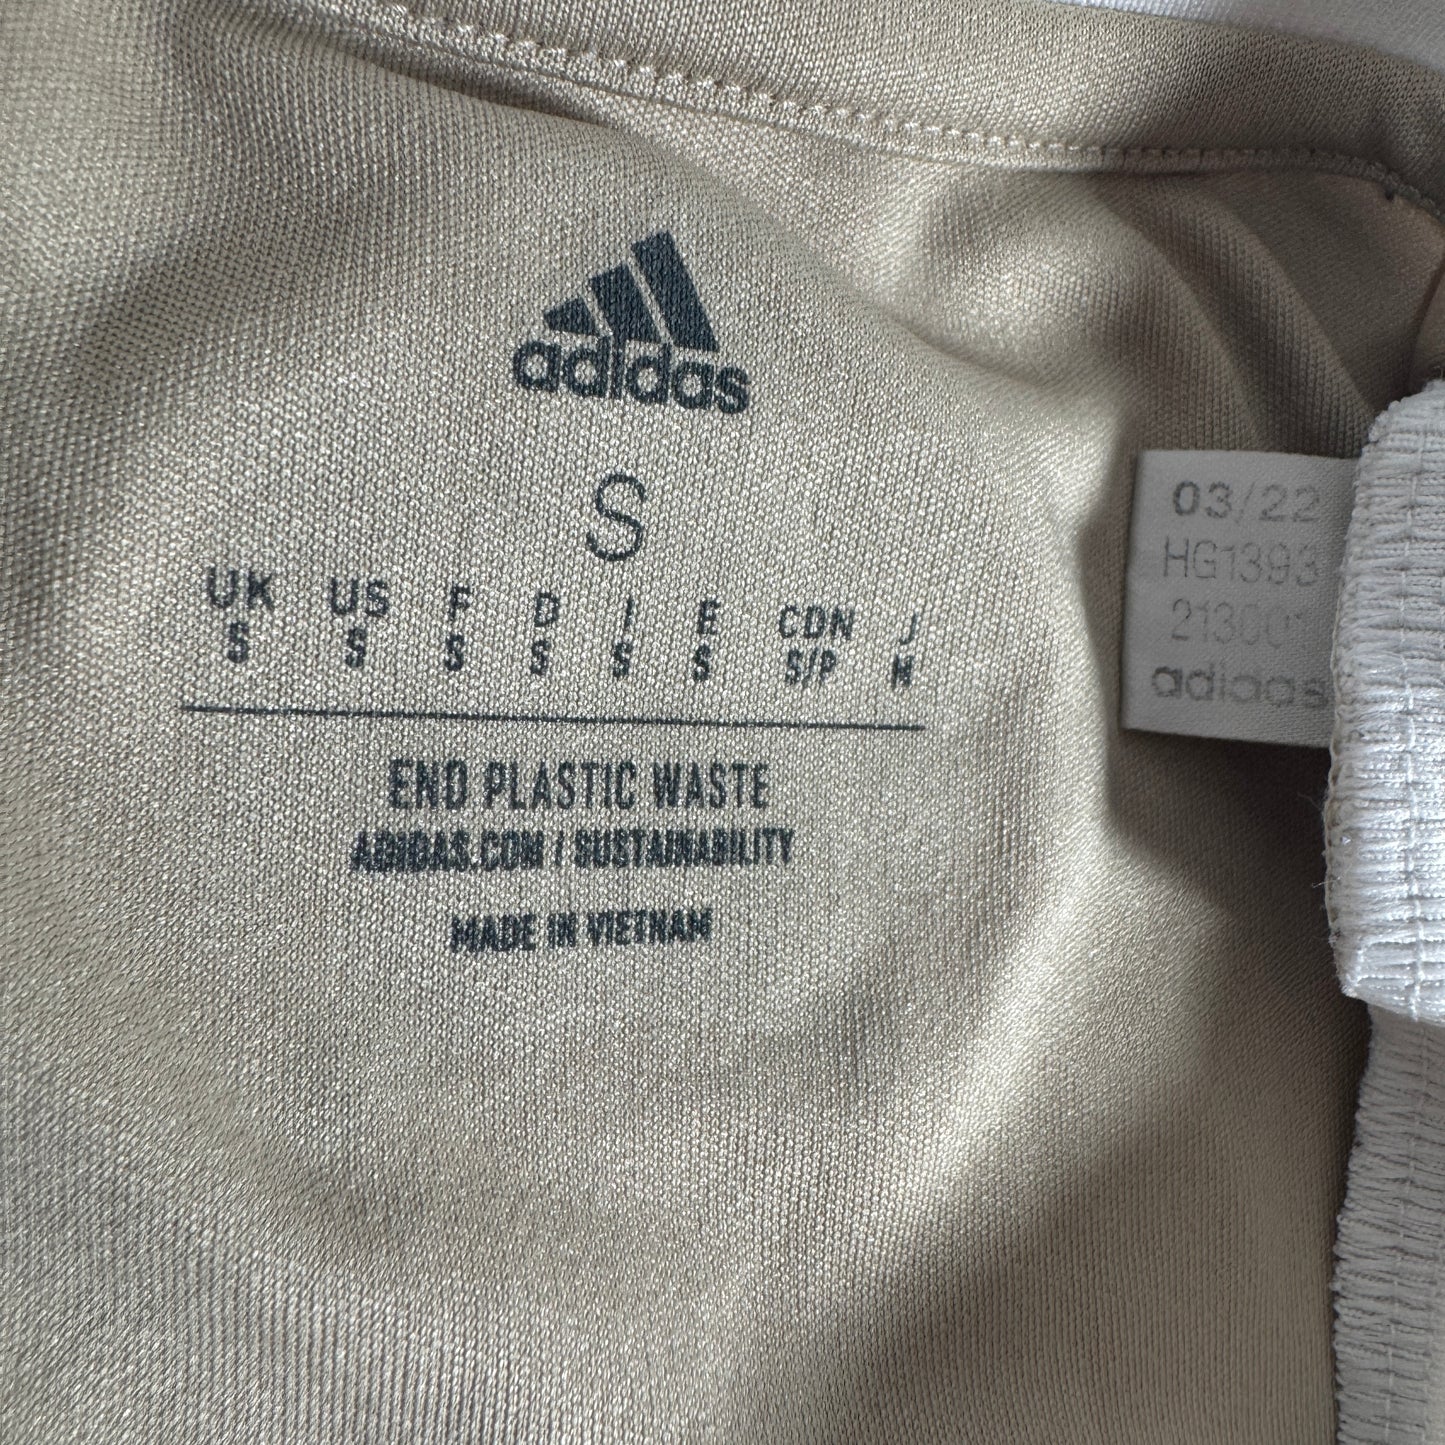 adidas
S
UK US F D I E CDN J
S S S S S S S/P M
END PLASTIC WASTE
ADIDAS.COM / SUSTAINABILITY
MADE IN VIETNAM
03/22
HG1393
adidas